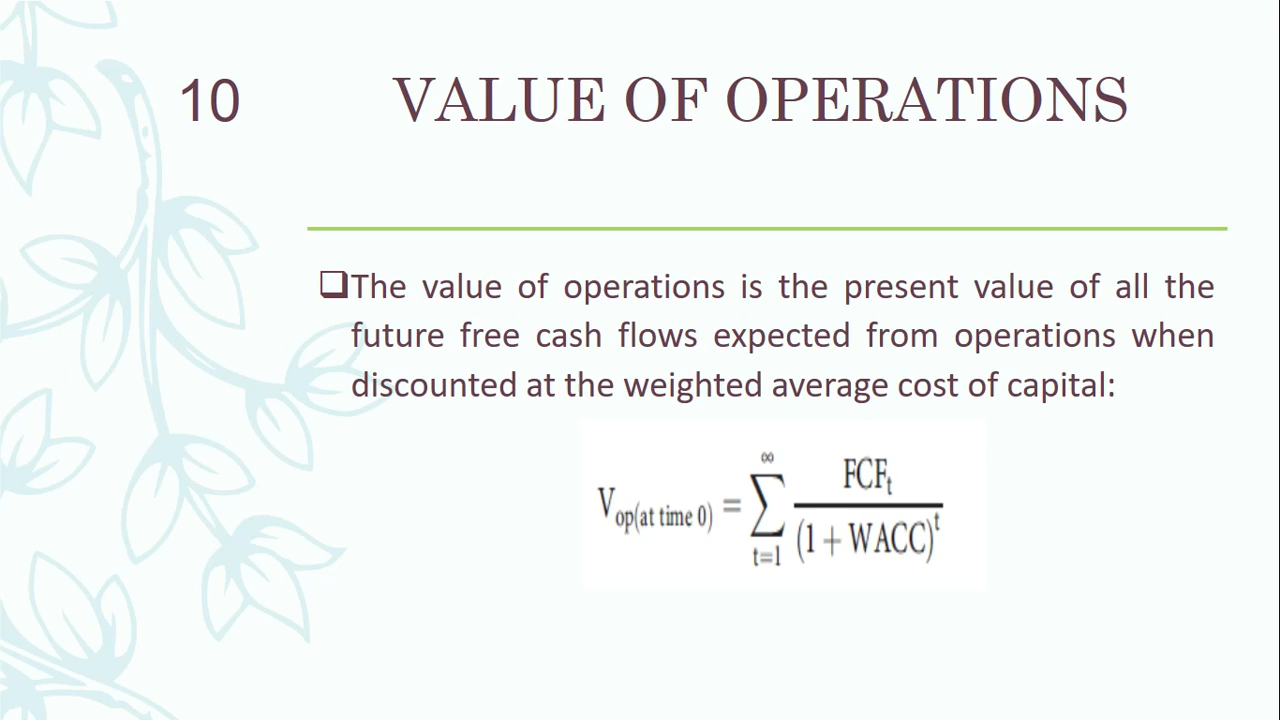 10
VALUE OF OPERATIONS
❑The value of operations is the present value of all the
future free cash flows expected from operations when
discounted at the weighted average cost of capital:
V_op(at time 0) = ∑_{t=1}^{∞} FCF_t / (1 + WACC)^t